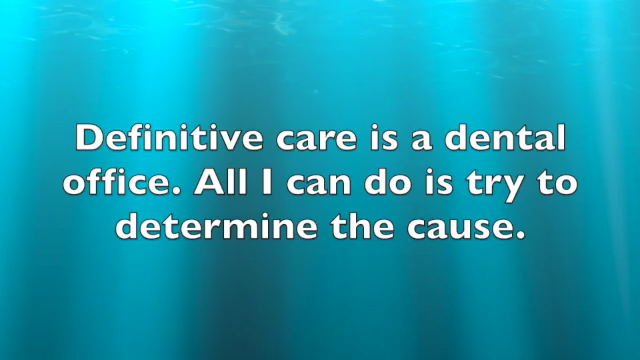 Definitive care is a dental
office. All I can do is try to
determine the cause.